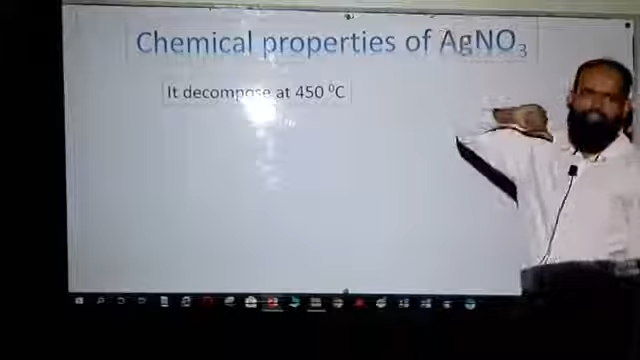 Chemical properties of AgNO₃
It decompose at 450 ⁰C